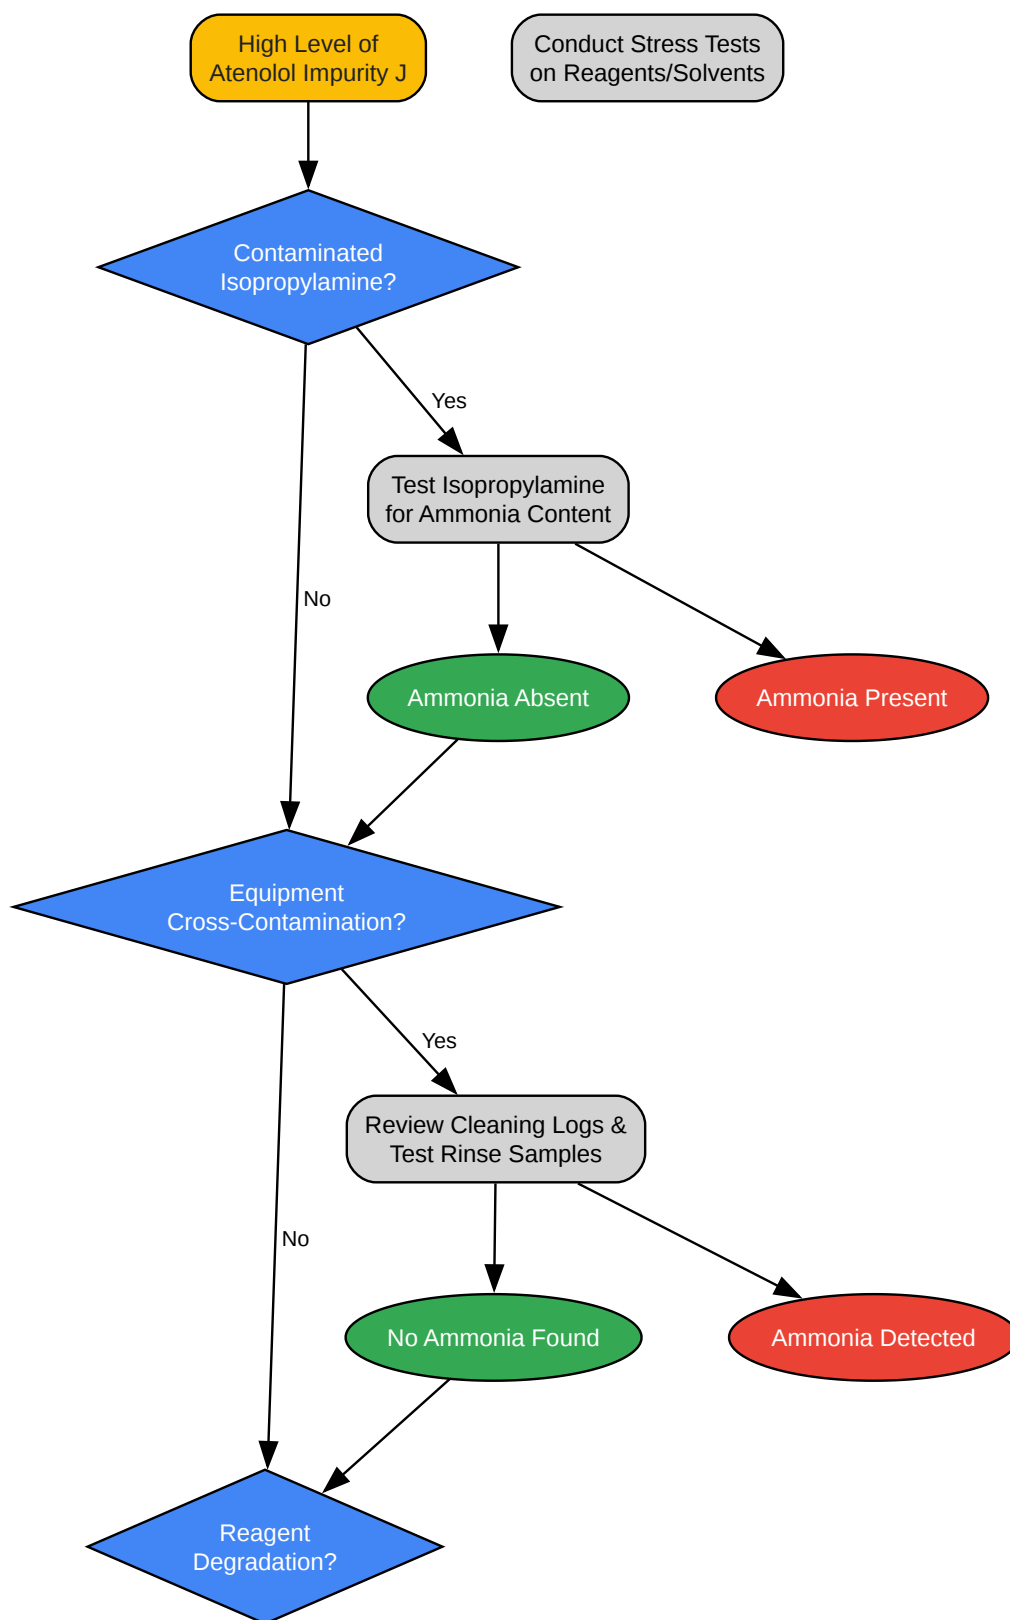 High Level of
Atenolol Impurity J
Conduct Stress Tests
on Reagents/Solvents
Contaminated
Isopropylamine?
Yes
Test Isopropylamine
for Ammonia Content
No
Ammonia Absent
Ammonia Present
Equipment
Cross-Contamination?
Yes
Review Cleaning Logs &
Test Rinse Samples
No
No Ammonia Found
Ammonia Detected
Reagent
Degradation?